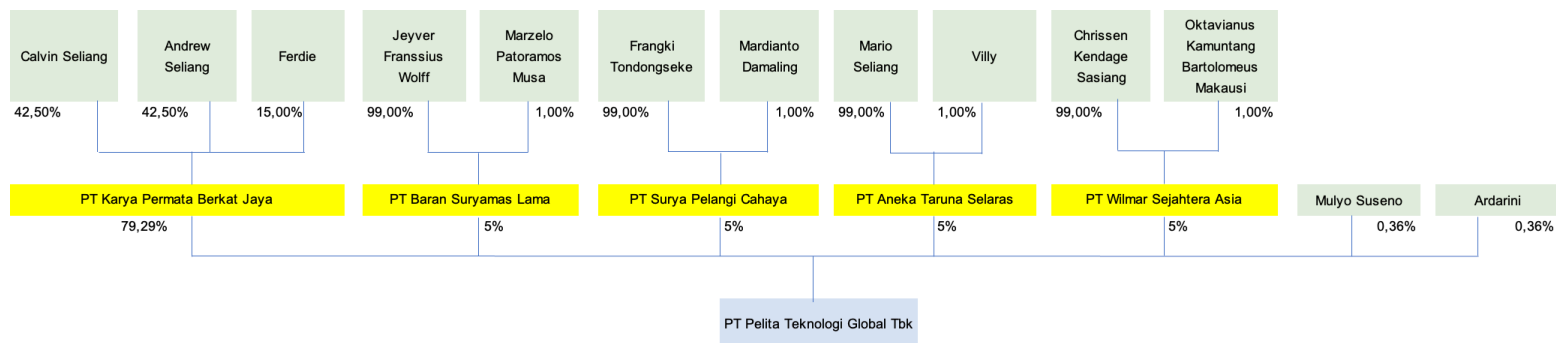 Calvin Seliang
Andrew
Seliang
Ferdie
Jeyver
Franssius
Wolff
Marzelo
Patoramos
Musa
Frangki
Tondongseke
Mardianto
Damaling
Mario
Seliang
Villy
Chrissen
Kendage
Sasiang
Oktavianus
Kamuntang
Bartolomeus
Makausi
42,50%
42,50%
15,00%
99,00%
1,00%
99,00%
1,00%
99,00%
1,00%
99,00%
1,00%
PT Karya Permata Berkat Jaya
PT Baran Suryamas Lama
PT Surya Pelangi Cahaya
PT Aneka Taruna Selaras
PT Wilmar Sejahtera Asia
Mulyo Suseno
Ardarini
79,29%
5%
5%
5%
5%
0,36%
0,36%
PT Pelita Teknologi Global Tbk